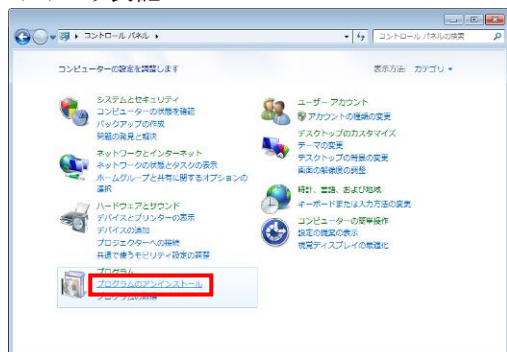 コントロール パネル
コントロール パネルの検索
コンピューターの設定を調整します
表示方法: カテゴリ
システムとセキュリティ
コンピューターの状態を確認
バックアップの作成
問題の発見と解決
ネットワークとインターネット
ネットワークの状態とタスクの表示
ホームグループと共有に関するオプションの
選択
ハードウェアとサウンド
デバイスとプリンターの表示
デバイスの追加
プロジェクターへの接続
共通で使うモビリティ設定の調整
プログラム
プログラムのアンインストール
ユーザー アカウント
アカウントの種類の変更
デスクトップのカスタマイズ
テーマの変更
デスクトップの背景の変更
画面の解像度の調整
時計、言語、および地域
キーボードまたは入力方法の変更
コンピューターの簡単操作
設定の提案の表示
視覚ディスプレイの最適化